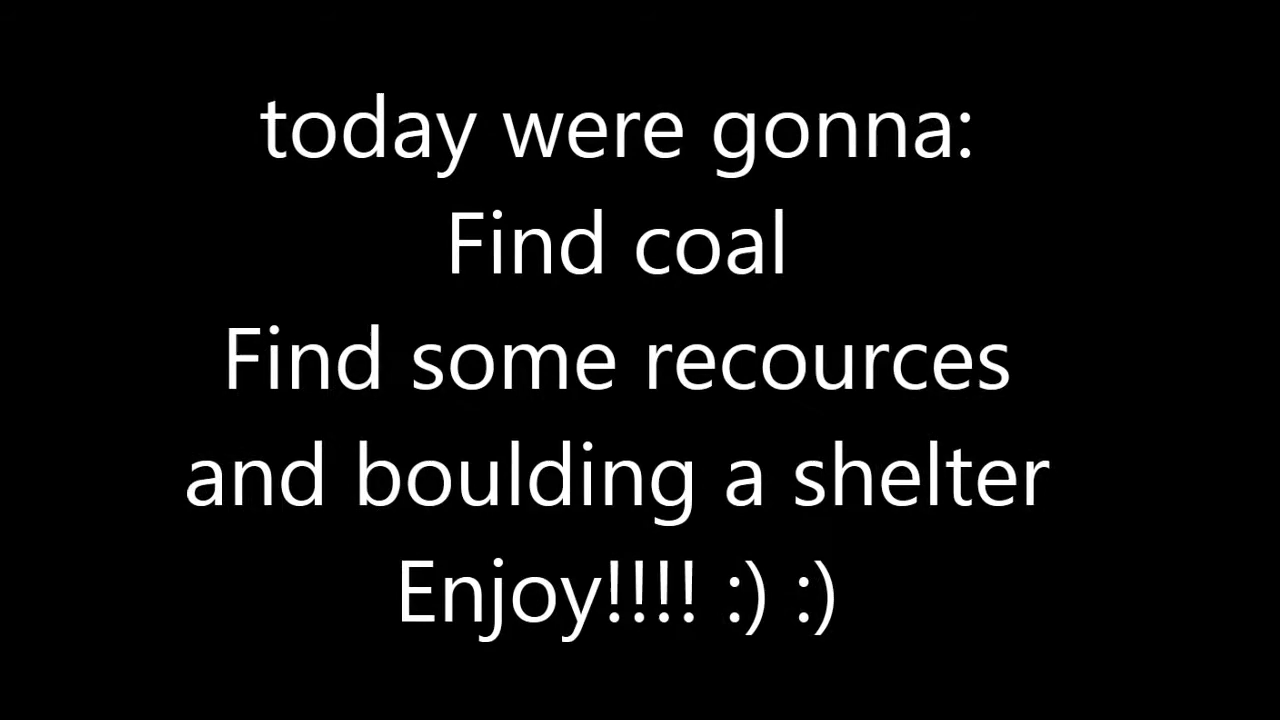 today were gonna:
Find coal
Find some recources
and boulding a shelter
Enjoy!!!! :) :)